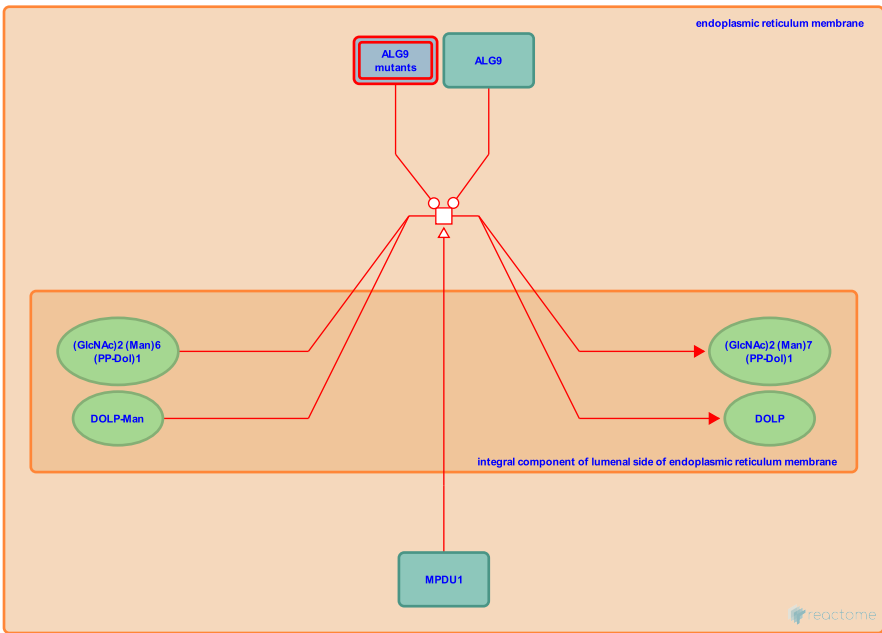 endoplasmic reticulum membrane
ALG9
mutants
ALG9
(GlcNAc)2 (Man)6
(PP-Dol)1
(GlcNAc)2 (Man)7
(PP-Dol)1
DOLP-Man
DOLP
integral component of lumenal side of endoplasmic reticulum membrane
MPDU1
reactome